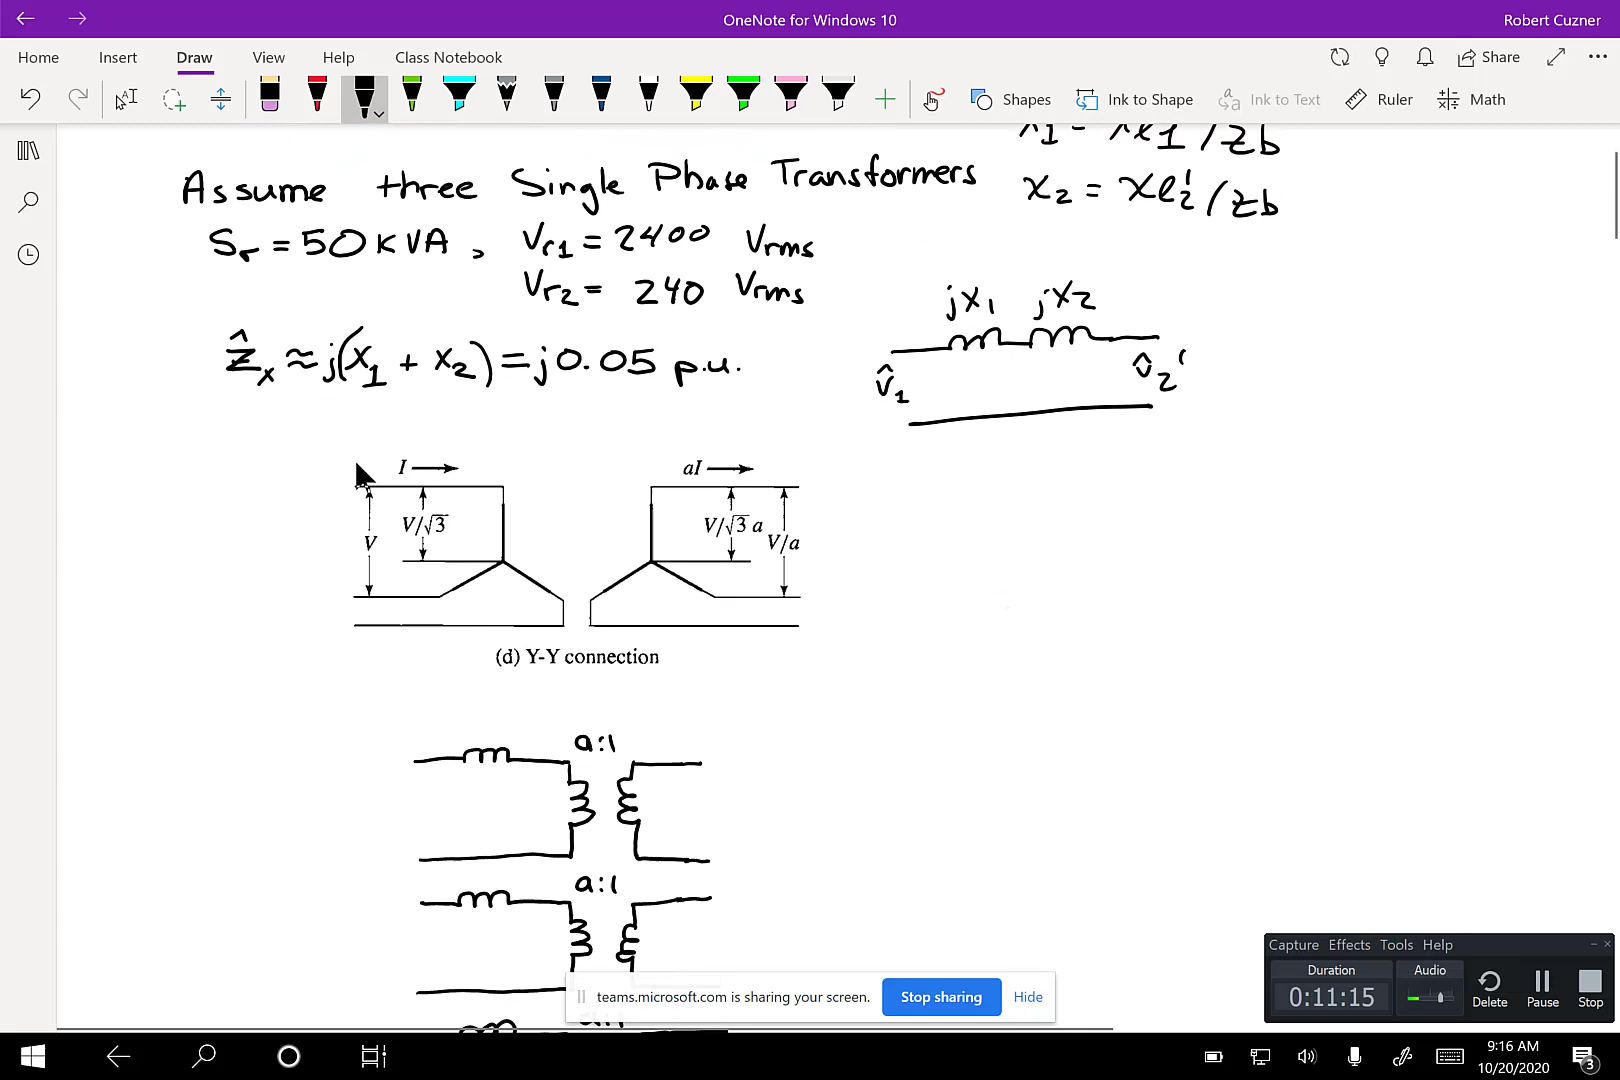 OneNote for Windows 10
Robert Cuzner
Home Insert Draw View Help Class Notebook
Share
Shapes Ink to Shape Ink to Text Ruler Math
Assume three Single Phase Transformers
x2 = xl2' / zb
Sr = 50 KVA , Vr1 = 2400 Vrms
Vr2 = 240 Vrms
jx1 jx2
ẑx ≈ j(x1 + x2) = j0.05 p.u.
v̂1 v̂2'
I aI
V/√3 V/√3 a
V V/a
(d) Y-Y connection
a:1
a:1
Capture Effects Tools Help
Duration Audio
0:11:15 Delete Pause Stop
teams.microsoft.com is sharing your screen. Stop sharing Hide
9:16 AM
10/20/2020
3